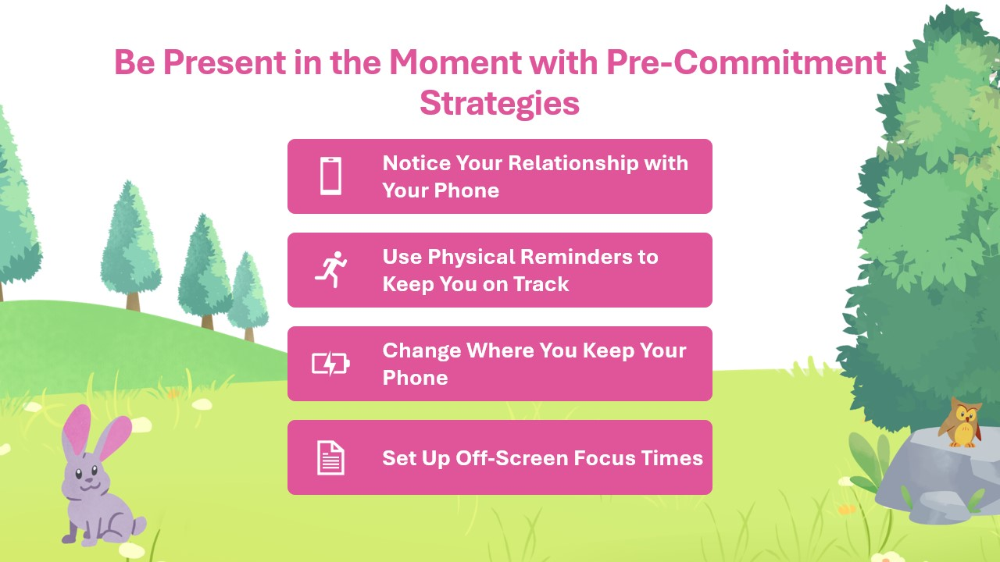 Be Present in the Moment with Pre-Commitment
Strategies
Notice Your Relationship with
Your Phone
Use Physical Reminders to
Keep You on Track
Change Where You Keep Your
Phone
Set Up Off-Screen Focus Times